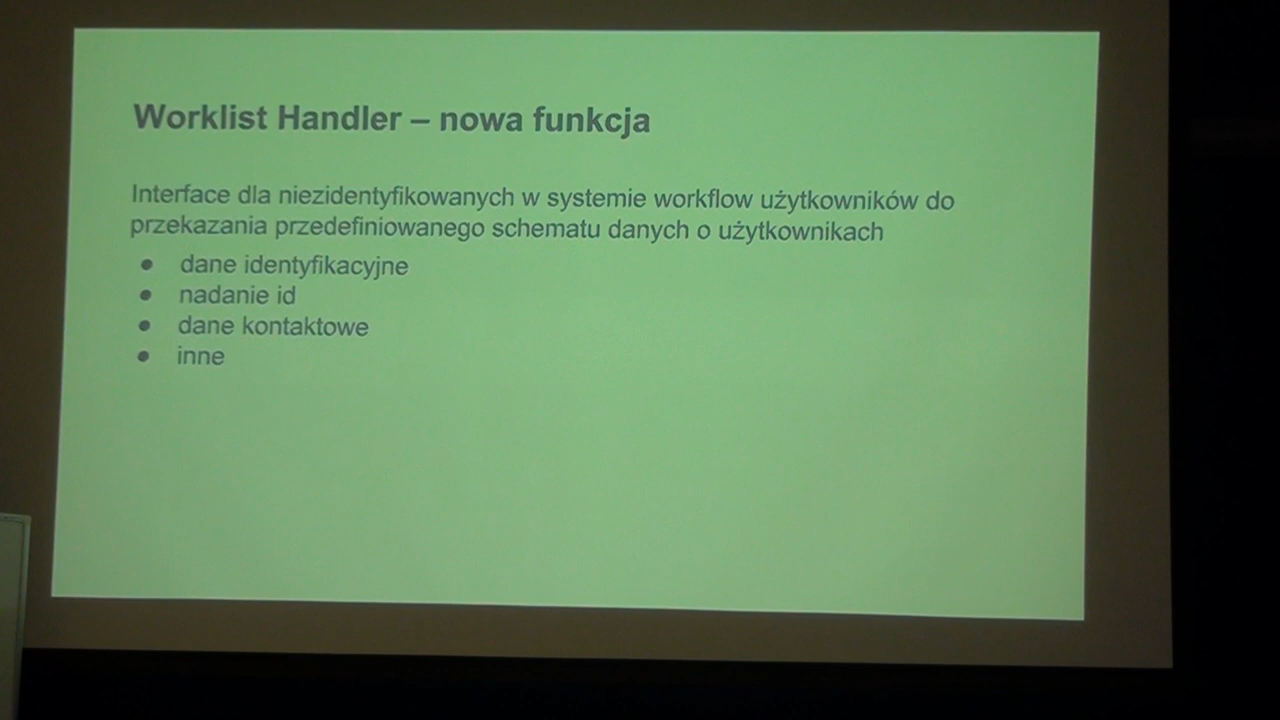 Worklist Handler – nowa funkcja
Interface dla niezidentyfikowanych w systemie workflow użytkowników do
przekazania przedefiniowanego schematu danych o użytkownikach
● dane identyfikacyjne
● nadanie id
● dane kontaktowe
● inne